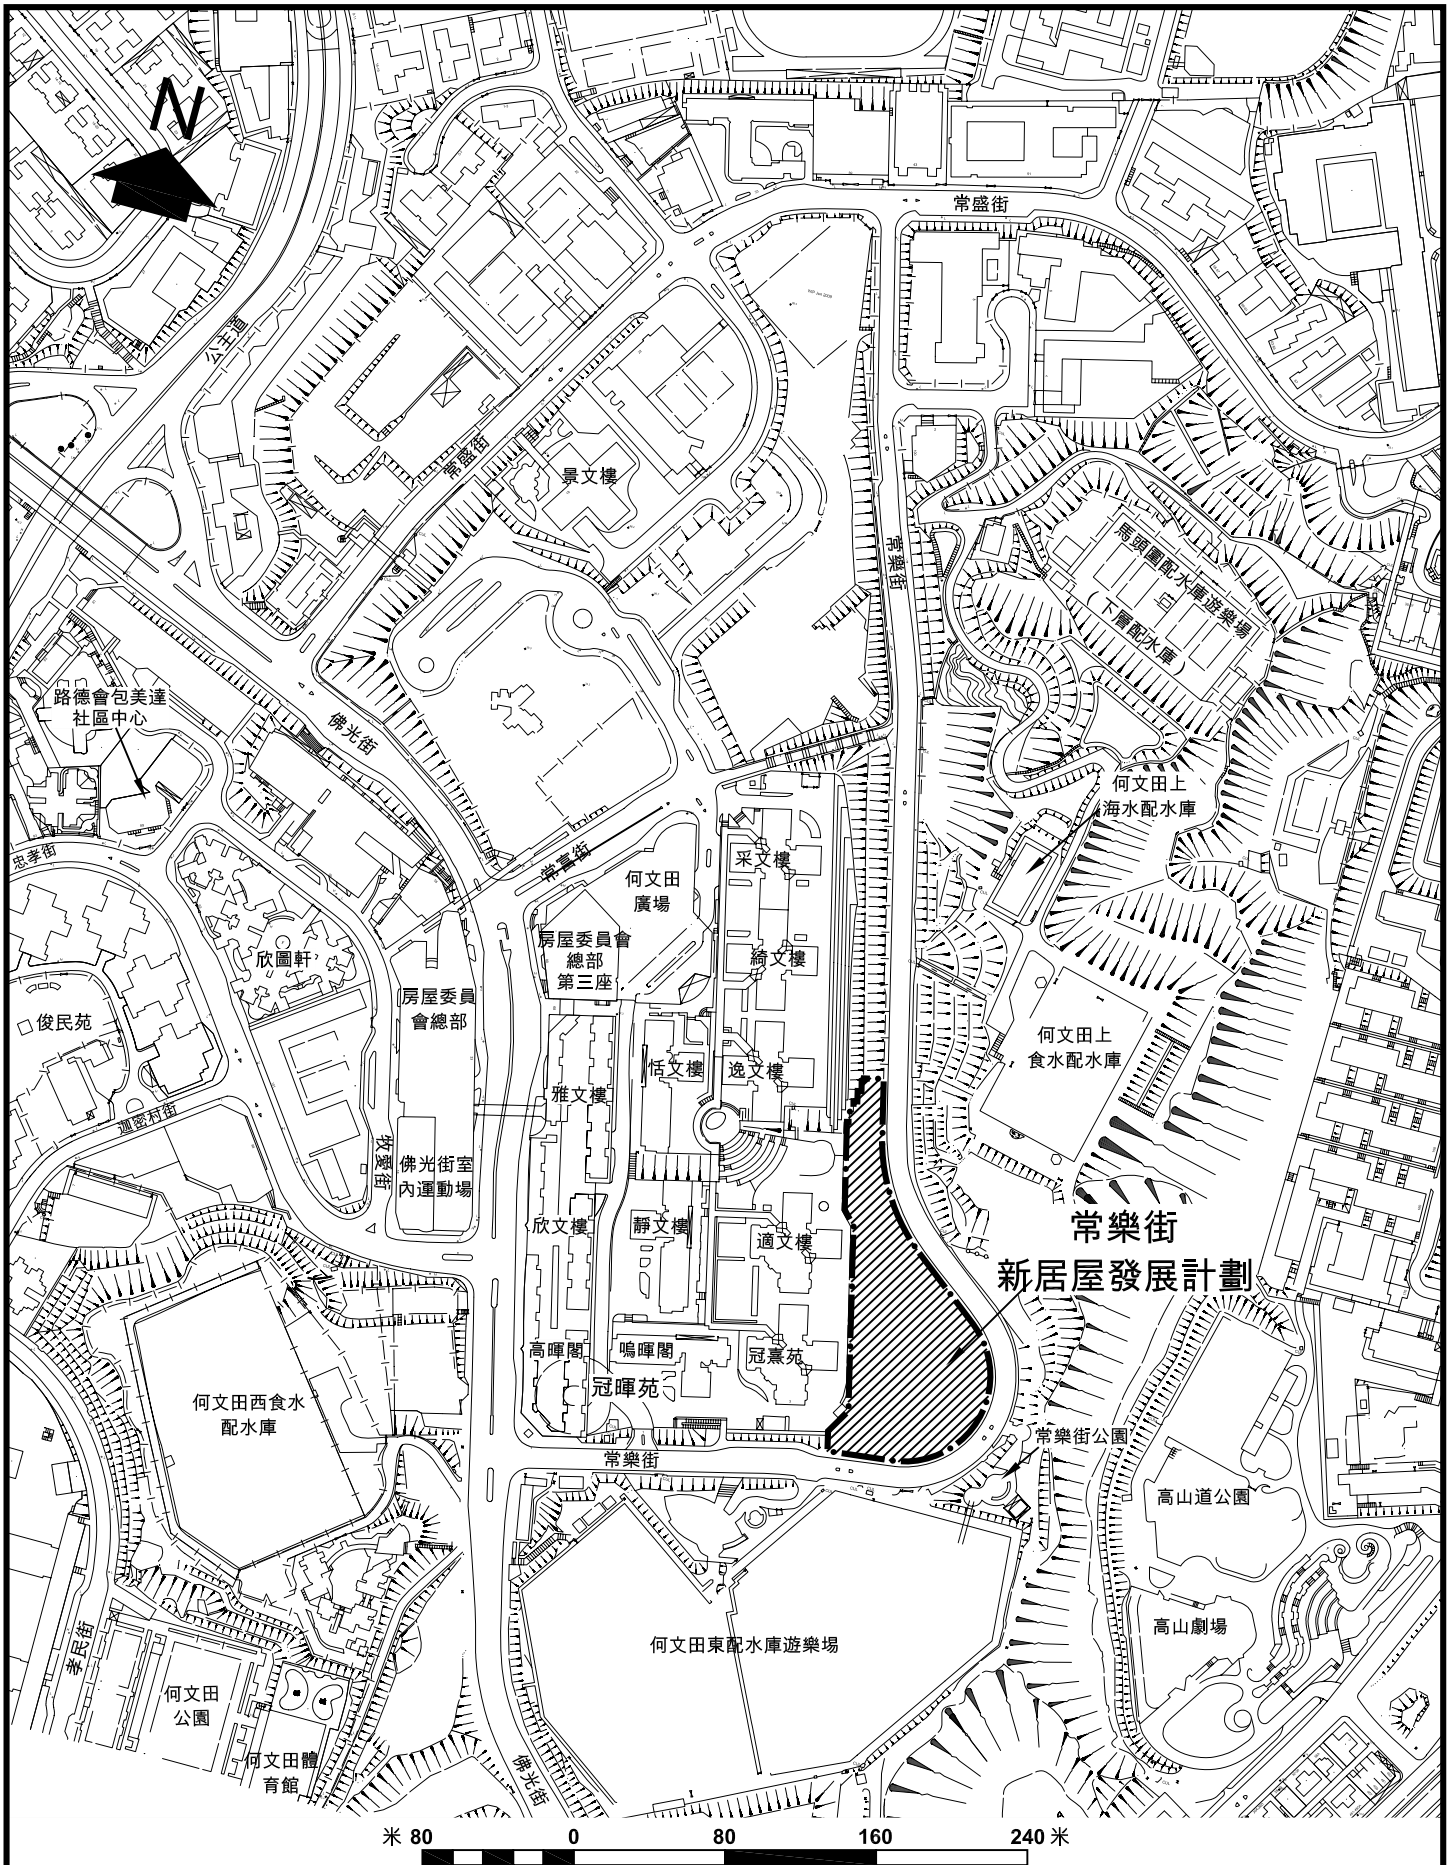 N
常盛街
公主道
常盛街
景文樓
常樂街
馬頭圍配水庫遊樂場
(下層配水庫)
路德會包美達
社區中心
佛光街
何文田上
海水配水庫
忠孝街
常富街
采文樓
何文田
廣場
房屋委員會
總部
第三座
綺文樓
欣圖軒
房屋委員
會總部
俊民苑
何文田上
食水配水庫
恬文樓
逸文樓
雅文樓
迦密村街
牧愛街
佛光街室
內運動場
常樂街
新居屋發展計劃
欣文樓
靜文樓
適文樓
高暉閣
鳴暉閣
冠熹苑
冠暉苑
何文田西食水
配水庫
常樂街公園
常樂街
高山道公園
高山劇場
何文田東配水庫遊樂場
孝民街
何文田
公園
何文田體
育館
佛光街
米 80 0 80 160 240 米